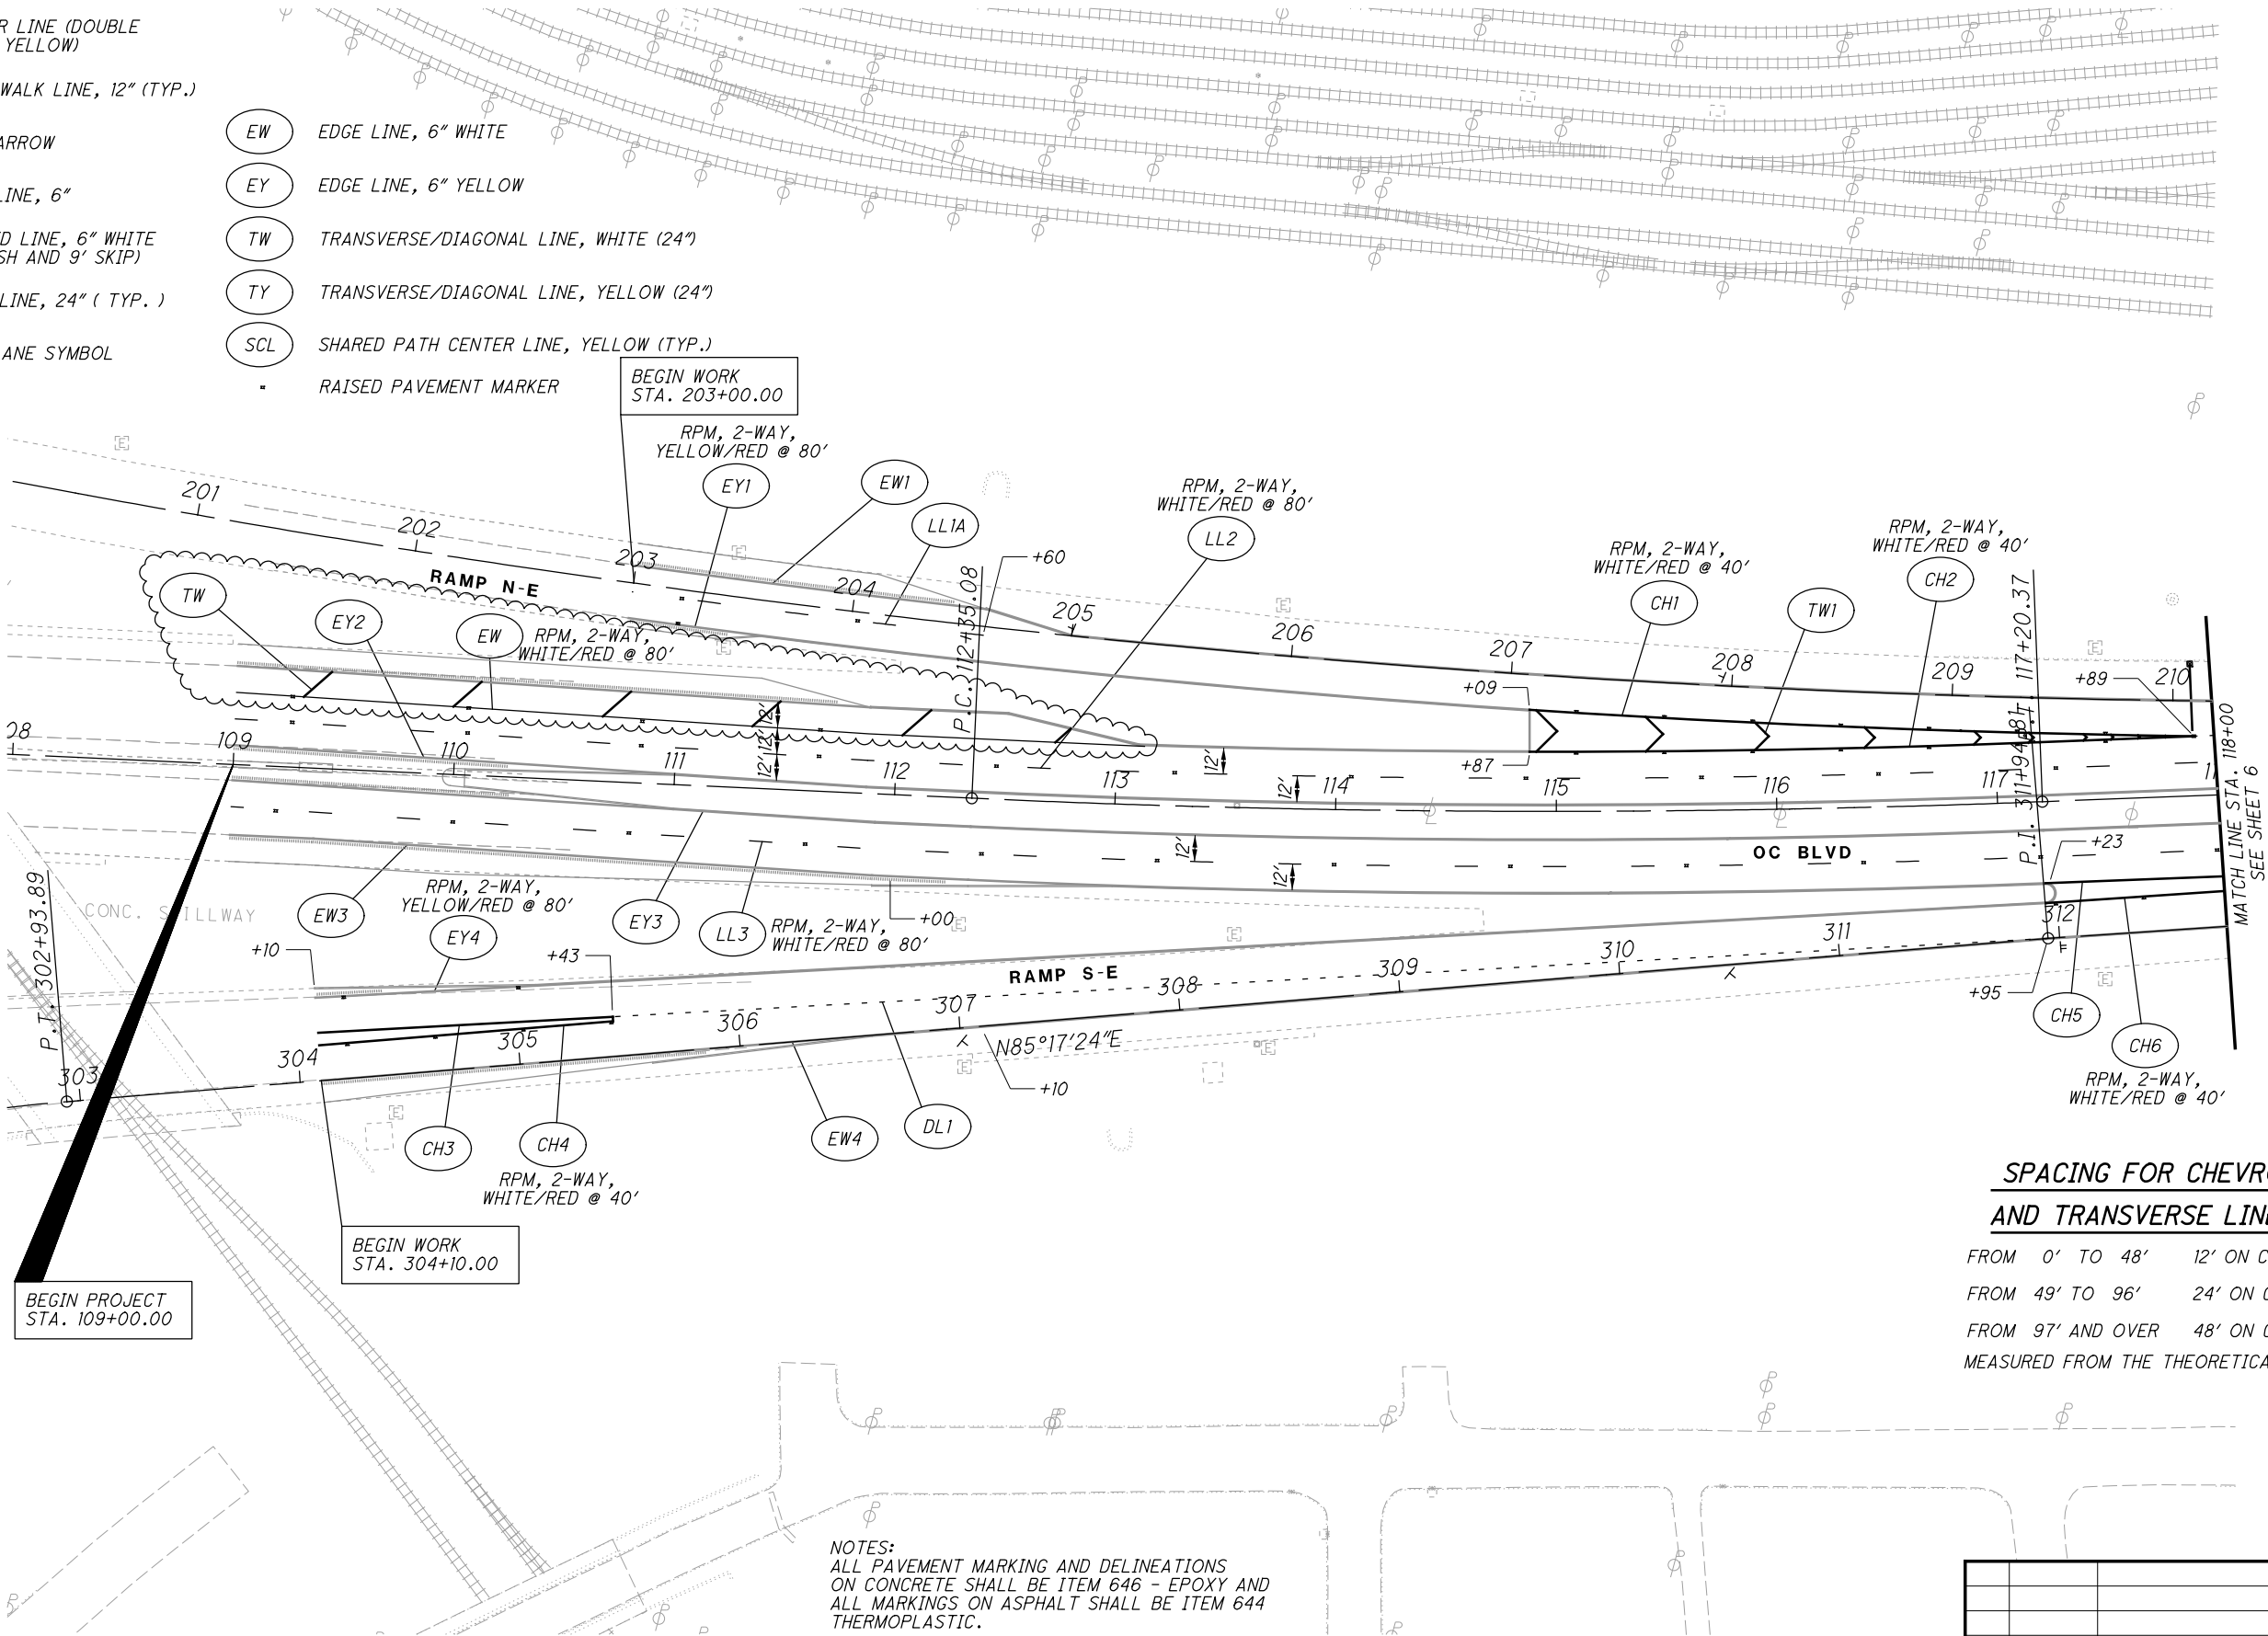 R LINE (DOUBLE
YELLOW)
WALK LINE, 12" (TYP.)
ARROW
LINE, 6"
D LINE, 6" WHITE
SH AND 9' SKIP)
LINE, 24" ( TYP. )
ANE SYMBOL
EW EDGE LINE, 6" WHITE
EY EDGE LINE, 6" YELLOW
TW TRANSVERSE/DIAGONAL LINE, WHITE (24")
TY TRANSVERSE/DIAGONAL LINE, YELLOW (24")
SCL SHARED PATH CENTER LINE, YELLOW (TYP.)
RAISED PAVEMENT MARKER
BEGIN WORK
STA. 203+00.00
RPM, 2-WAY,
YELLOW/RED @ 80'
EY1
EW1
LL1A
+60
RPM, 2-WAY,
WHITE/RED @ 80'
LL2
RPM, 2-WAY,
WHITE/RED @ 40'
CH1
TW1
RPM, 2-WAY,
WHITE/RED @ 40'
CH2
201
202
203
204
205
206
207
208
209
210
RAMP N-E
TW
EY2
EW
RPM, 2-WAY,
WHITE/RED @ 80'
P.C. 112+35.08
+09
+87
+89
P.T. 117+20.37
P.I. 311+94.81
12'
12'
12'
12'
12'
12'
12'
08
109
110
111
112
113
114
115
116
117
11
MATCH LINE STA. 118+00
SEE SHEET 6
OC BLVD
+23
P.T. 302+93.89
CONC. SPILLWAY
EW3
RPM, 2-WAY,
YELLOW/RED @ 80'
EY4
EY3
LL3
RPM, 2-WAY,
WHITE/RED @ 80'
+00
+10
+43
RAMP S-E
303
304
305
306
307
308
309
310
311
312
N85°17'24"E
+10
+95
CH5
CH6
RPM, 2-WAY,
WHITE/RED @ 40'
CH3
CH4
RPM, 2-WAY,
WHITE/RED @ 40'
EW4
DL1
BEGIN WORK
STA. 304+10.00
BEGIN PROJECT
STA. 109+00.00
SPACING FOR CHEVR
AND TRANSVERSE LIN
FROM 0' TO 48' 12' ON C
FROM 49' TO 96' 24' ON
FROM 97' AND OVER 48' ON
MEASURED FROM THE THEORETICA
NOTES:
ALL PAVEMENT MARKING AND DELINEATIONS
ON CONCRETE SHALL BE ITEM 646 - EPOXY AND
ALL MARKINGS ON ASPHALT SHALL BE ITEM 644
THERMOPLASTIC.